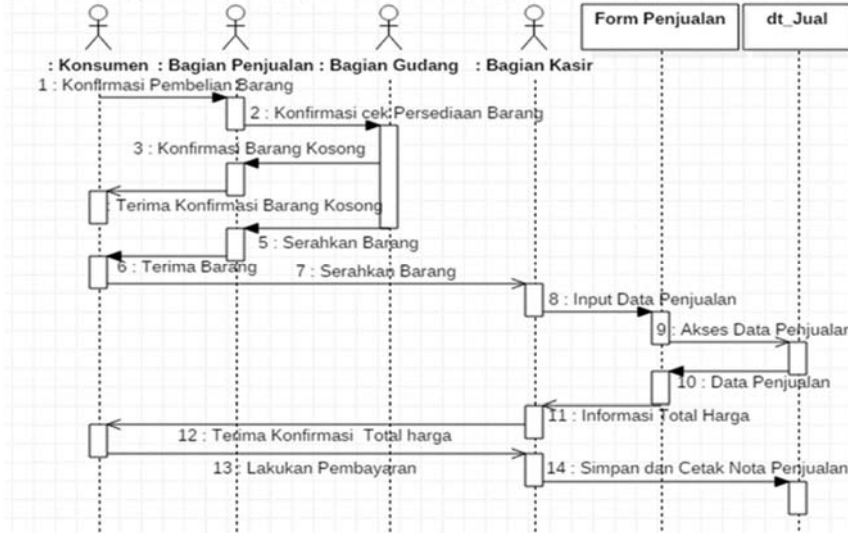 Form Penjualan
dt_Jual
: Konsumen : Bagian Penjualan : Bagian Gudang : Bagian Kasir
1 : Konfirmasi Pembelian Barang
2 : Konfirmasi cek Persediaan Barang
3 : Konfirmasi Barang Kosong
: Terima Konfirmasi Barang Kosong
5 : Serahkan Barang
6 : Terima Barang
7 : Serahkan Barang
8 : Input Data Penjualan
9 : Akses Data Penjualan
10 : Data Penjualan
11 : Informasi Total Harga
12 : Terima Konfirmasi Total harga
13 : Lakukan Pembayaran
14 : Simpan dan Cetak Nota Penjualan